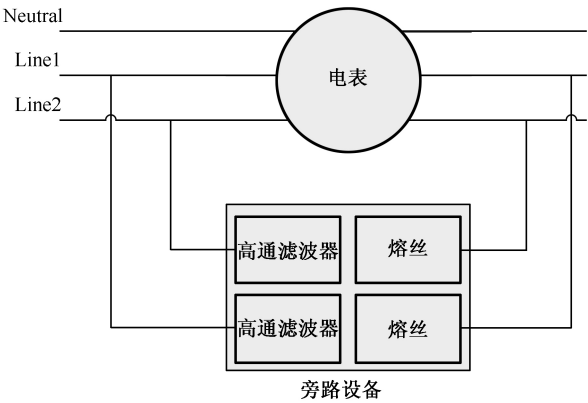 Neutral
Line1
电表
Line2
高通滤波器
熔丝
高通滤波器
熔丝
旁路设备